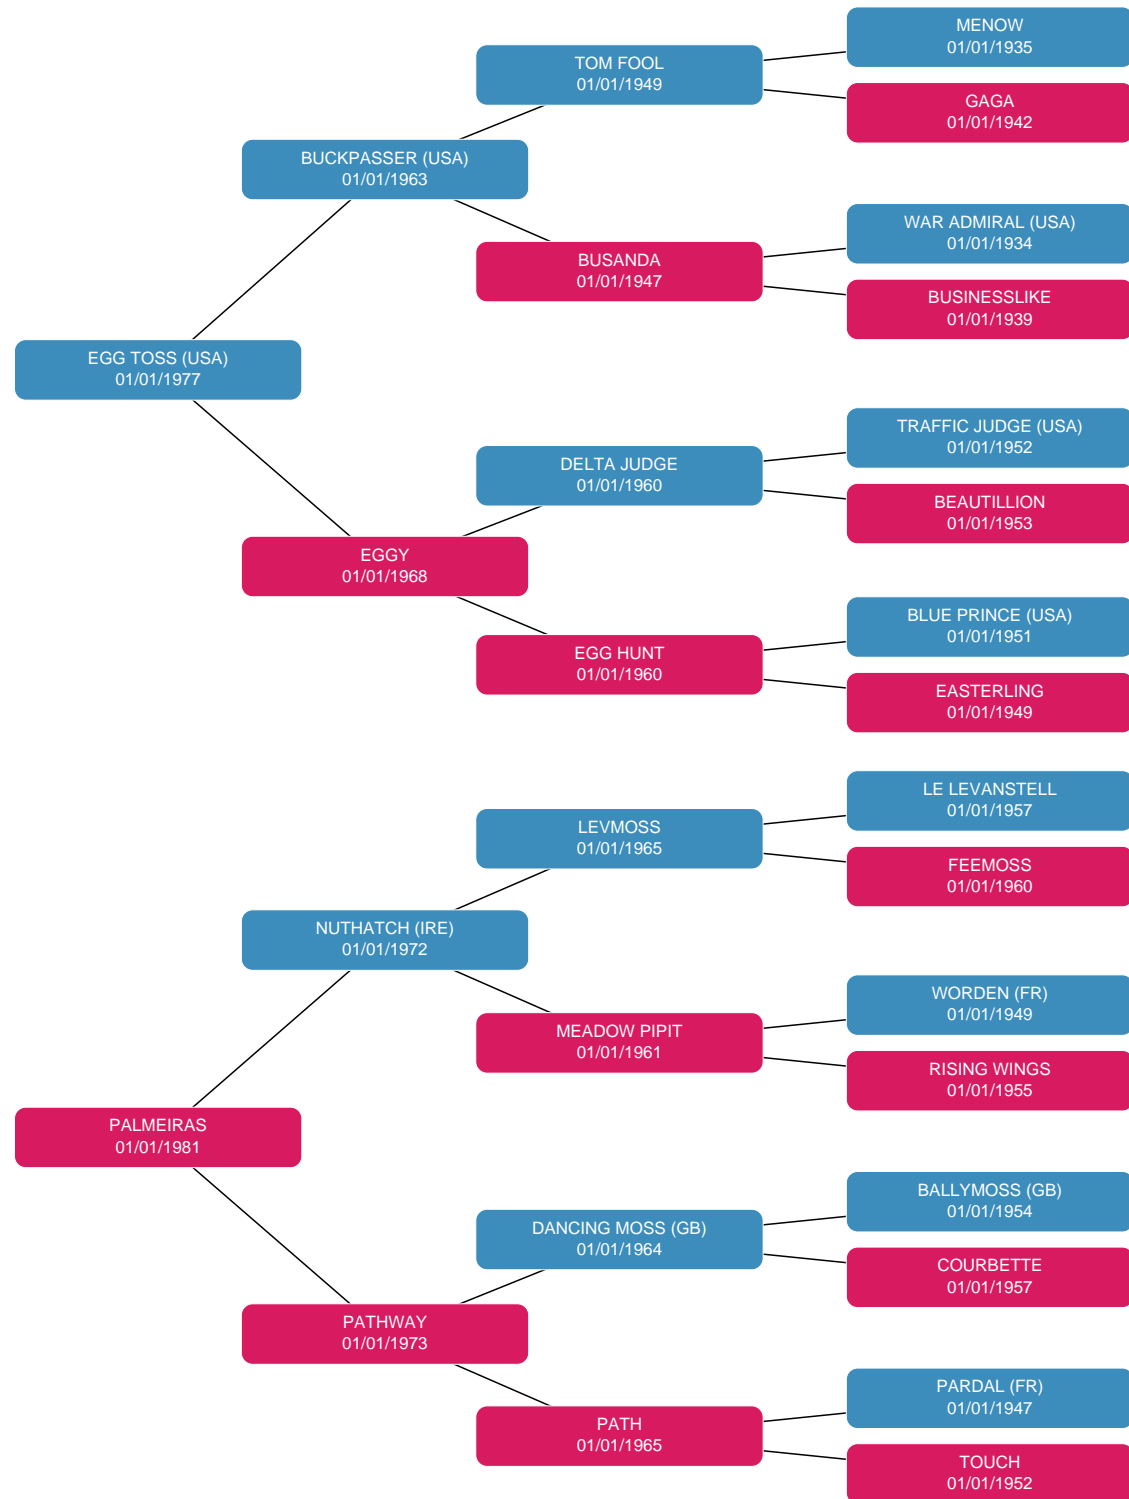 MENOW
01/01/1935
TOM FOOL
01/01/1949
GAGA
01/01/1942
BUCKPASSER (USA)
01/01/1963
WAR ADMIRAL (USA)
01/01/1934
BUSANDA
01/01/1947
BUSINESSLIKE
01/01/1939
EGG TOSS (USA)
01/01/1977
TRAFFIC JUDGE (USA)
01/01/1952
DELTA JUDGE
01/01/1960
BEAUTILLION
01/01/1953
EGGY
01/01/1968
BLUE PRINCE (USA)
01/01/1951
EGG HUNT
01/01/1960
EASTERLING
01/01/1949
LE LEVANSTELL
01/01/1957
LEVMOSS
01/01/1965
FEEMOSS
01/01/1960
NUTHATCH (IRE)
01/01/1972
WORDEN (FR)
01/01/1949
MEADOW PIPIT
01/01/1961
RISING WINGS
01/01/1955
PALMEIRAS
01/01/1981
BALLYMOSS (GB)
01/01/1954
DANCING MOSS (GB)
01/01/1964
COURBETTE
01/01/1957
PATHWAY
01/01/1973
PARDAL (FR)
01/01/1947
PATH
01/01/1965
TOUCH
01/01/1952